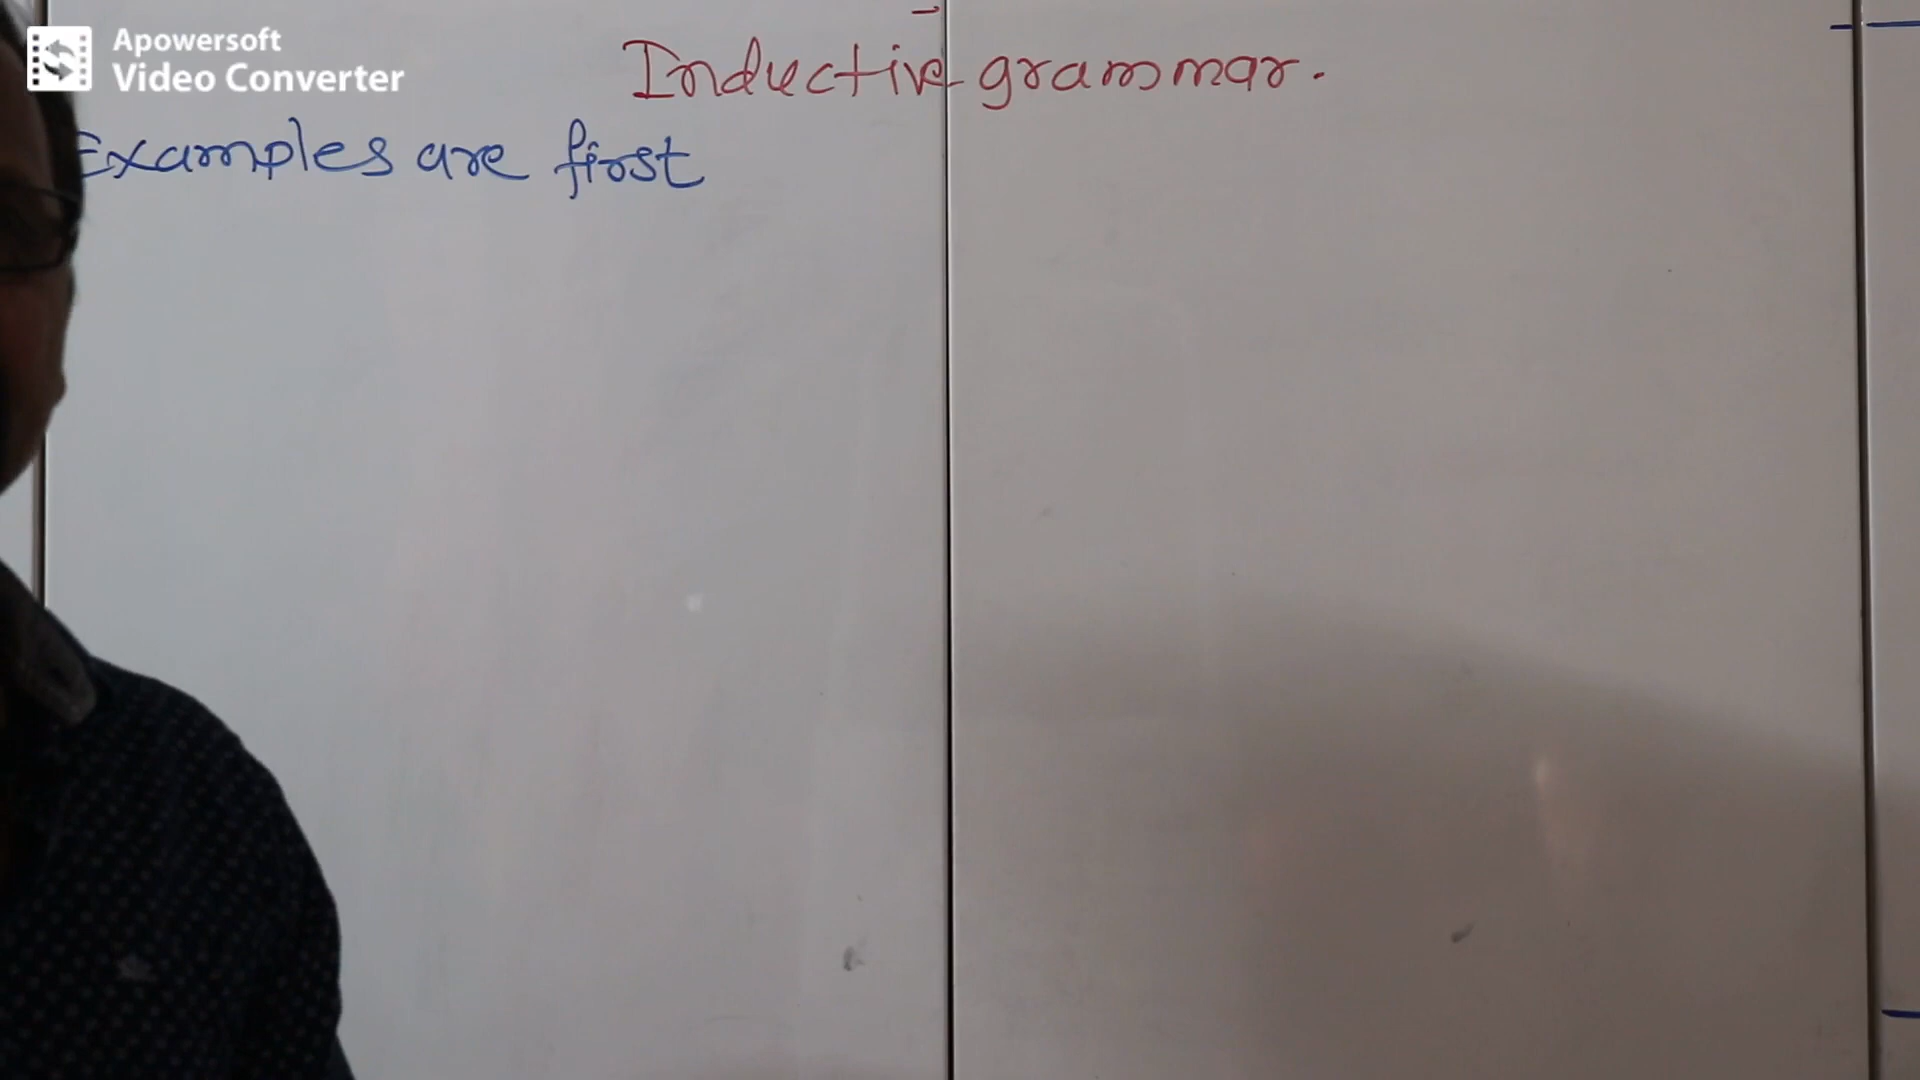 Apowersoft
Video Converter
Inductive grammar.
Examples are first